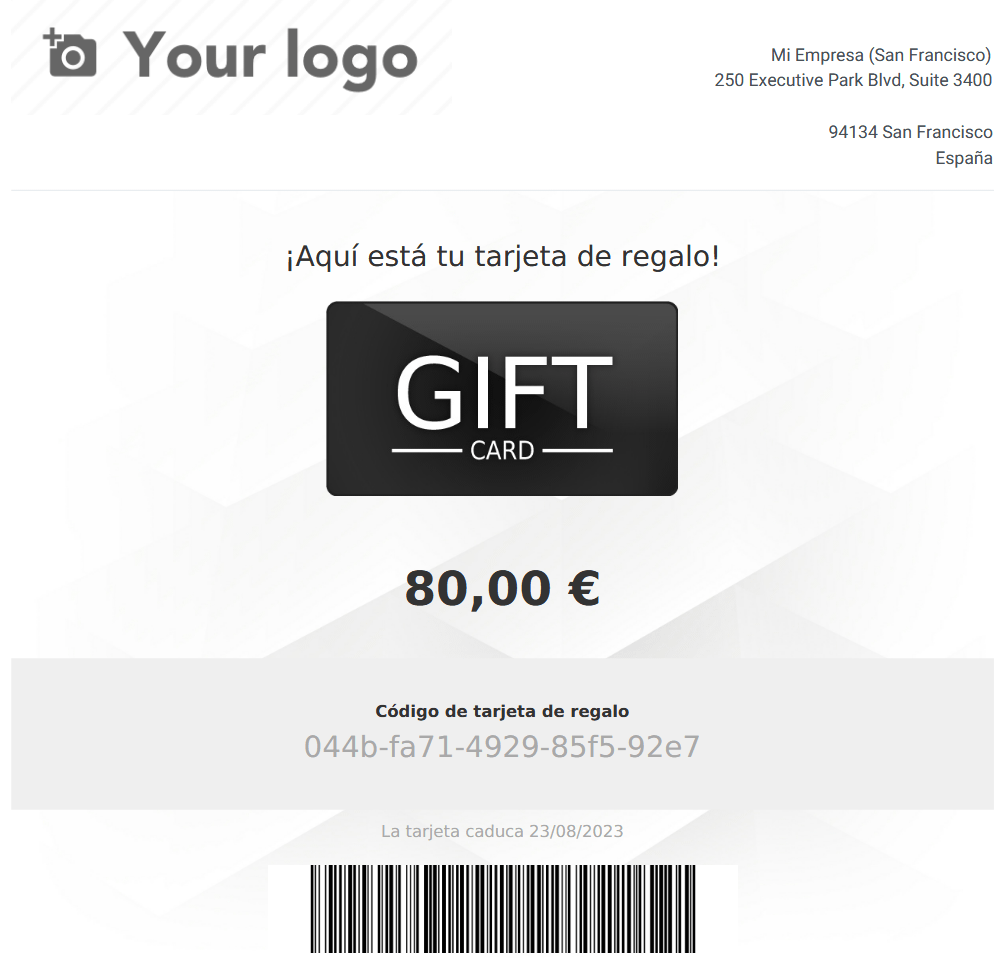 Your logo
Mi Empresa (San Francisco)
250 Executive Park Blvd, Suite 3400
94134 San Francisco
España
¡Aquí está tu tarjeta de regalo!
GIFT
CARD
80,00 €
Código de tarjeta de regalo
044b-fa71-4929-85f5-92e7
La tarjeta caduca 23/08/2023